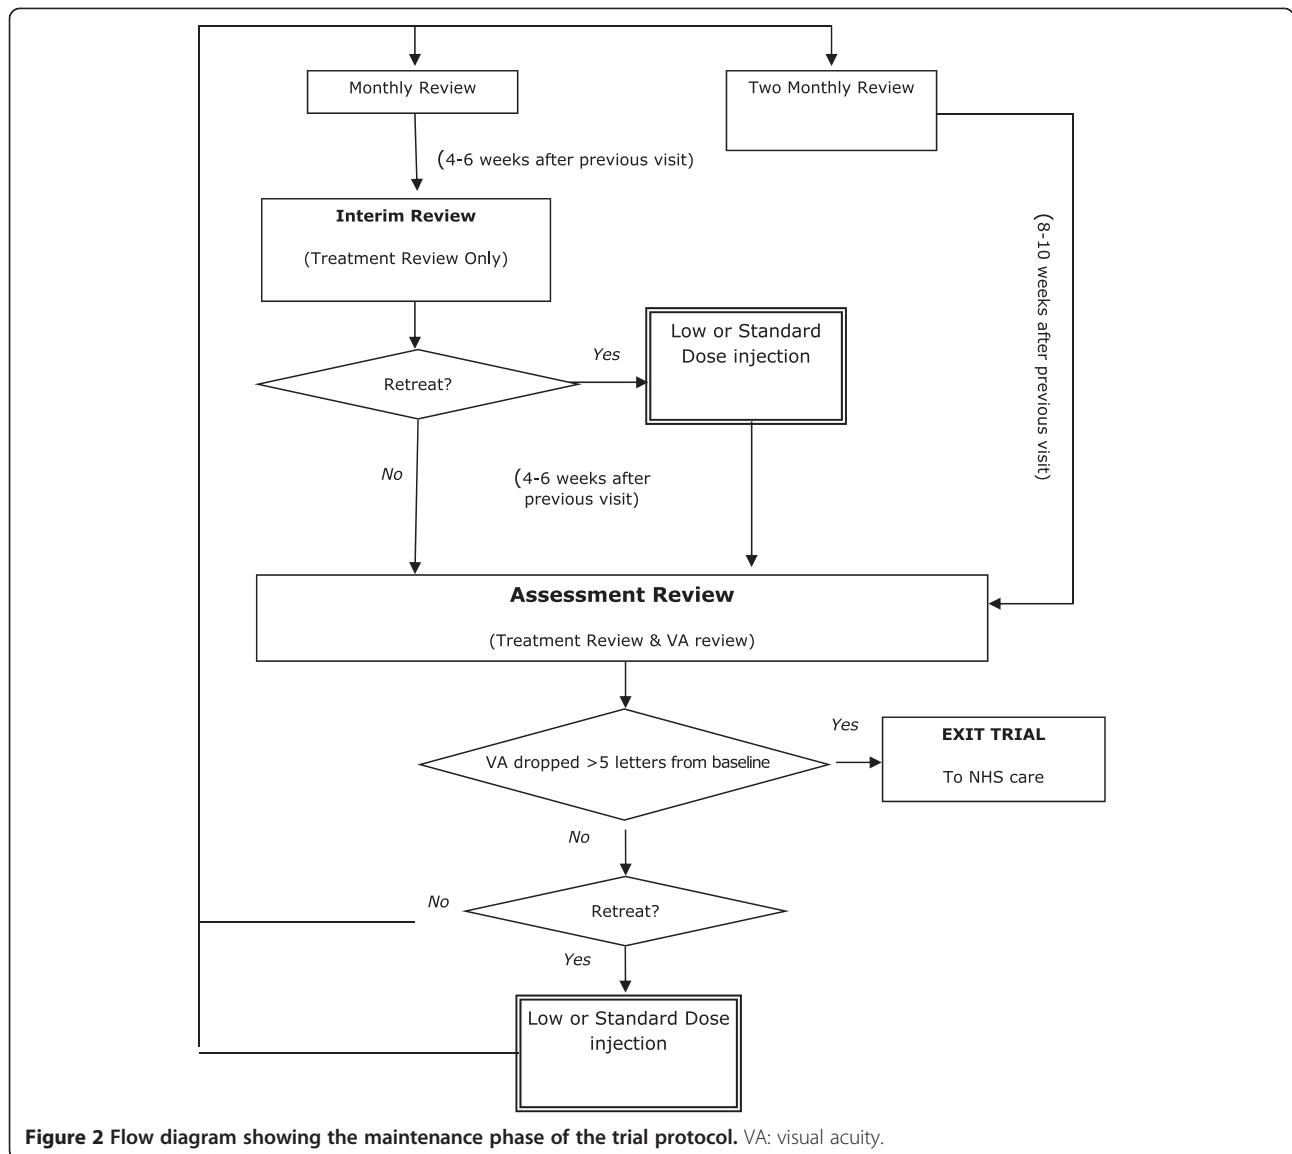 Monthly Review
Two Monthly Review
(4-6 weeks after previous visit)
Interim Review
(Treatment Review Only)
(8-10 weeks after previous visit)
Low or Standard
Dose injection
Yes
Retreat?
No
(4-6 weeks after
previous visit)
Assessment Review
(Treatment Review & VA review)
VA dropped >5 letters from baseline
Yes
EXIT TRIAL
To NHS care
No
Retreat?
No
Yes
Low or Standard Dose
injection
Figure 2 Flow diagram showing the maintenance phase of the trial protocol. VA: visual acuity.